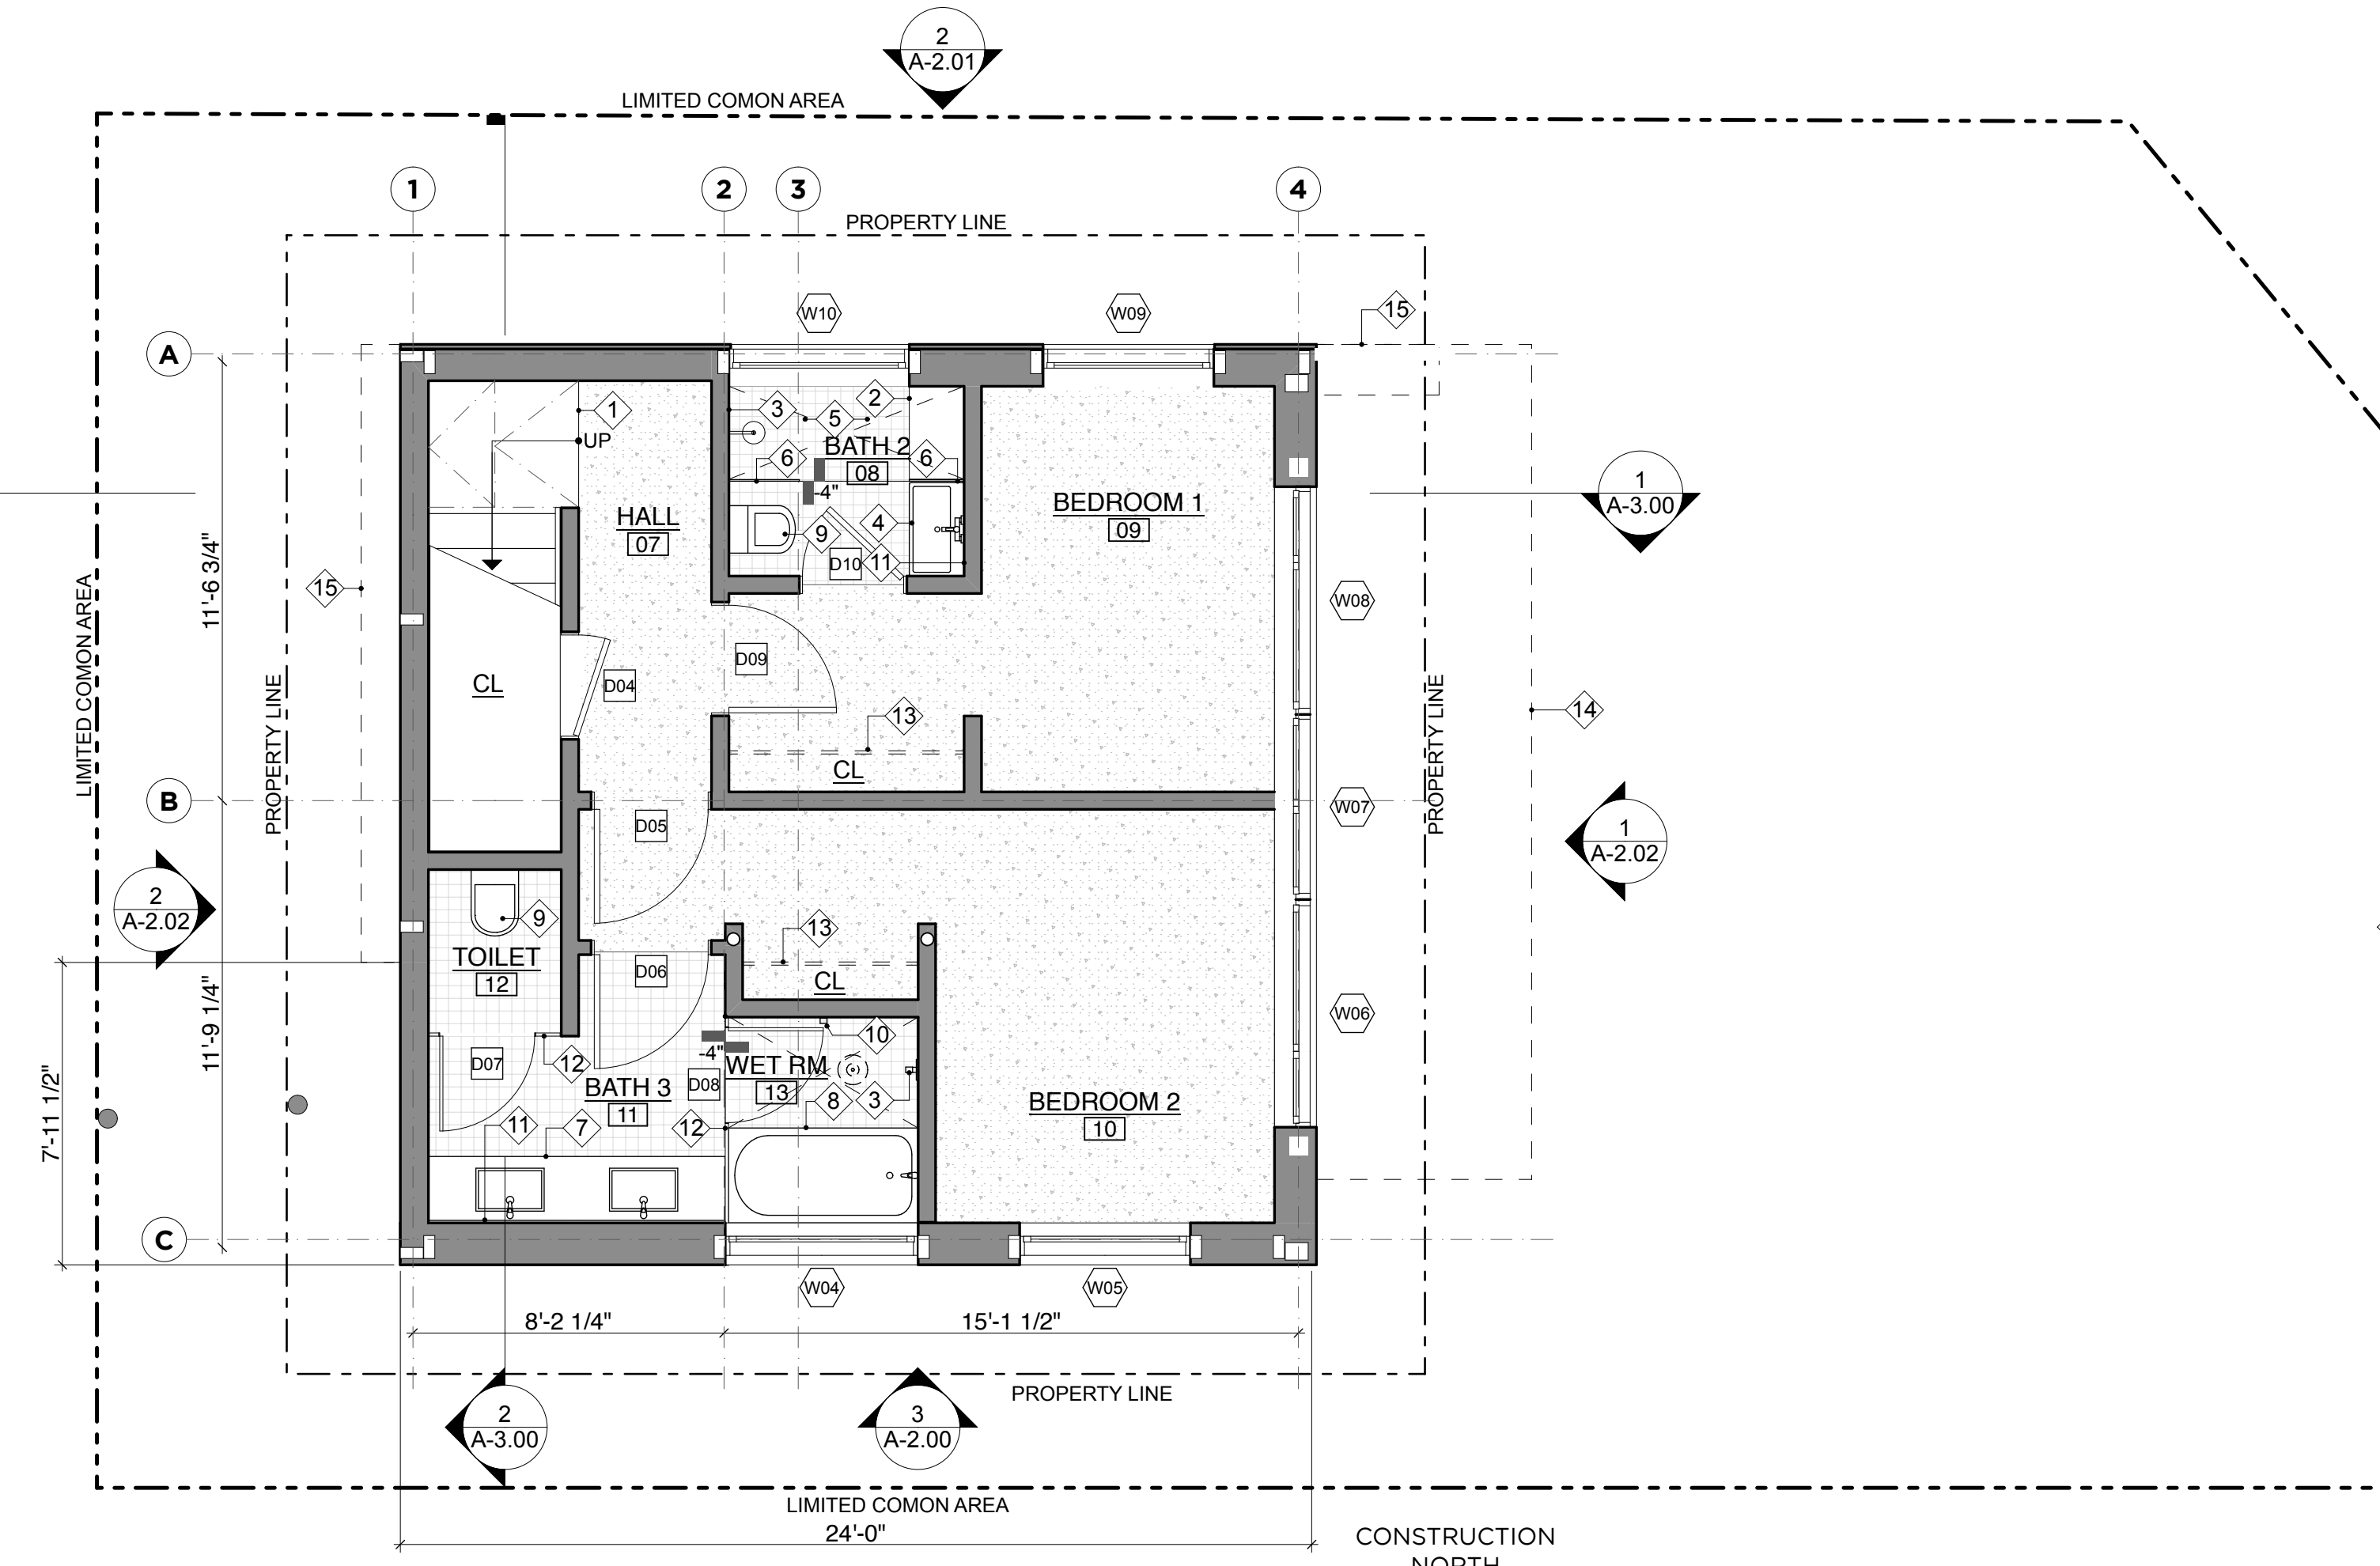 2
A-2.01
LIMITED COMON AREA
1
2
3
4
PROPERTY LINE
W10
W09
15
A
3
2
5
1
UP
BATH 2
6
6
08
-4"
1
A-3.00
BEDROOM 1
09
HALL
07
4
9
D10
11
11'-6 3/4"
15
W08
LIMITED COMON AREA
D09
CL
D04
PROPERTY LINE
PROPERTY LINE
13
14
CL
B
W07
D05
1
A-2.02
2
A-2.02
9
13
TOILET
12
D06
CL
11'-9 1/4"
W06
10
-4"
D07
12
WET RM
13
BATH 3
11
D08
8
3
BEDROOM 2
10
7'-11 1/2"
11
7
12
C
W04
W05
8'-2 1/4"
15'-1 1/2"
PROPERTY LINE
2
A-3.00
3
A-2.00
LIMITED COMON AREA
24'-0"
CONSTRUCTION
NORTH